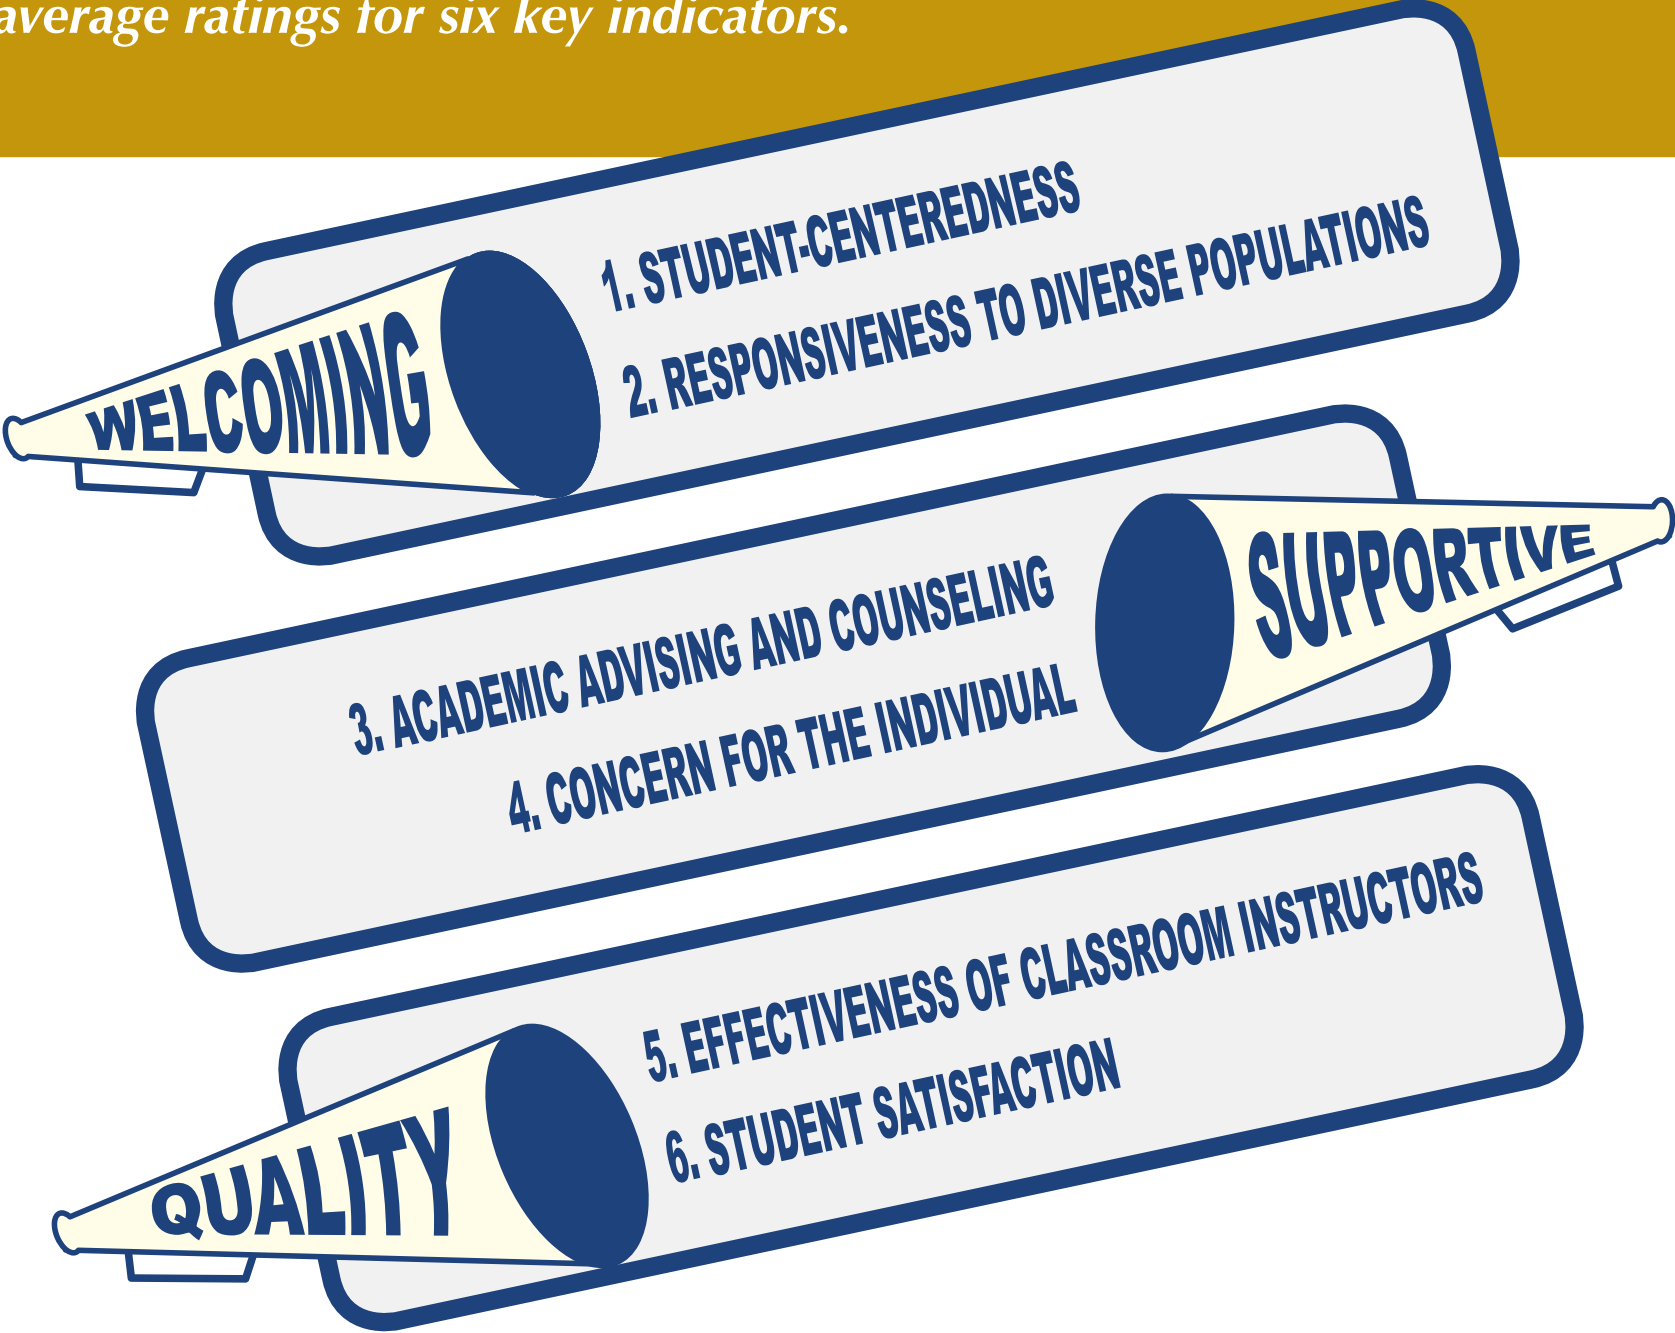 average ratings for six key indicators.
WELCOMING
1. STUDENT-CENTEREDNESS
2. RESPONSIVENESS TO DIVERSE POPULATIONS
SUPPORTIVE
3. ACADEMIC ADVISING AND COUNSELING
4. CONCERN FOR THE INDIVIDUAL
QUALITY
5. EFFECTIVENESS OF CLASSROOM INSTRUCTORS
6. STUDENT SATISFACTION